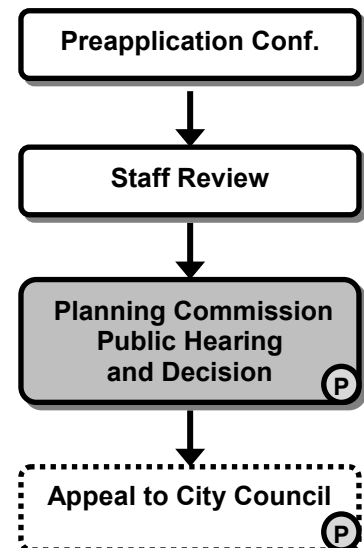 Preapplication Conf.
Staff Review
Planning Commission
Public Hearing
and Decision
P
Appeal to City Council
P